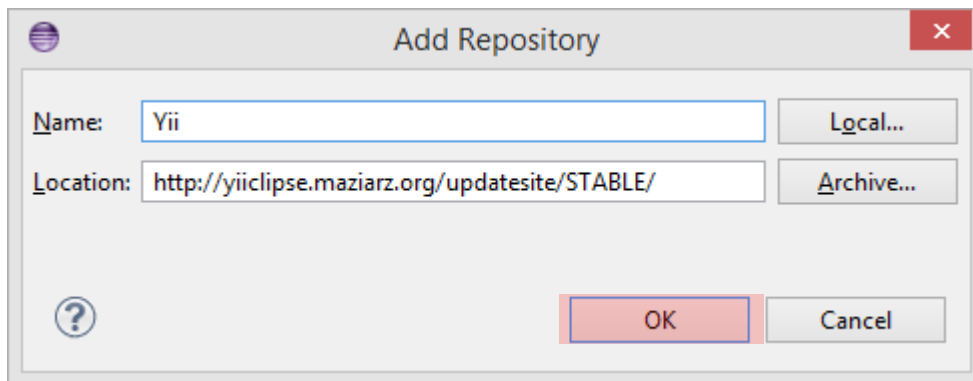 Add Repository
Name: Yii Local...
Location: http://yiiclipse.maziarz.org/updatesite/STABLE/ Archive...
OK Cancel